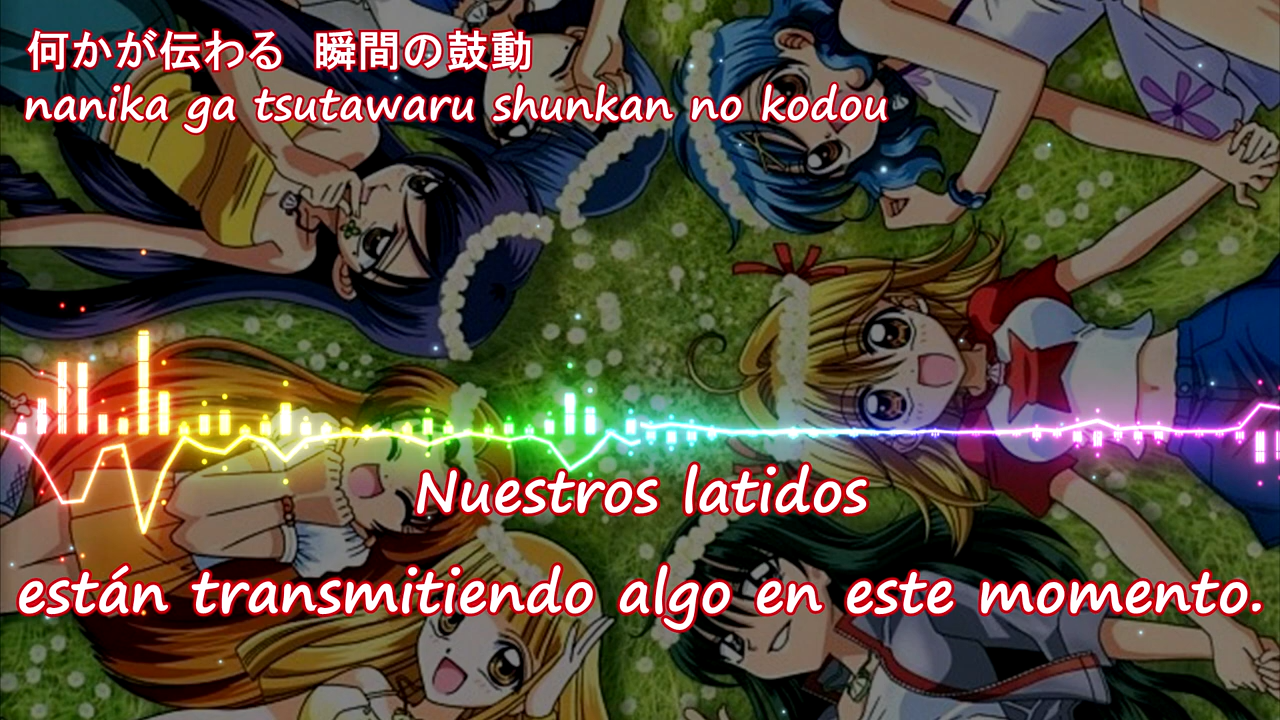 何かが伝わる　瞬間の鼓動
nanika ga tsutawaru shunkan no kodou
Nuestros latidos
están transmitiendo algo en este momento.